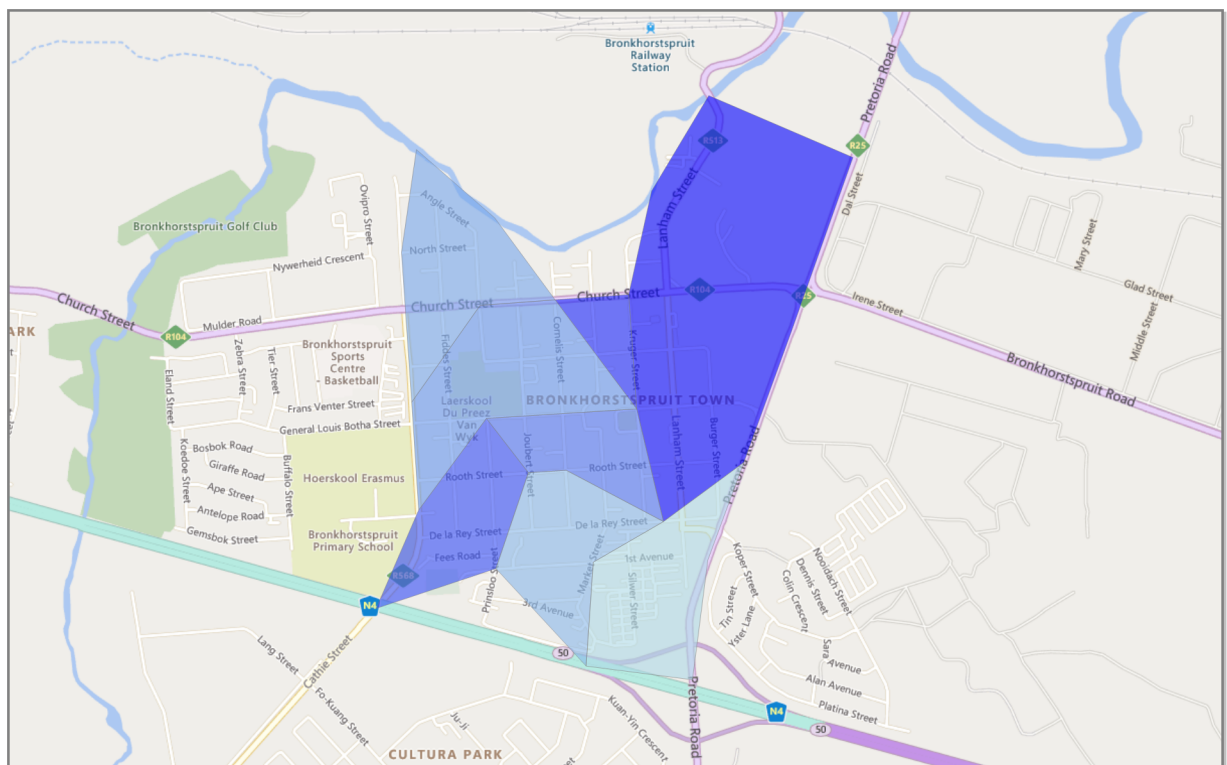 Bronkhorstspruit
Railway
Station
Pretoria Road
R513
R25
Dal Street
Lanham Street
Ovipro Street
Angle Street
Bronkhorstspruit Golf Club
North Street
Nywerheid Crescent
Mary Street
Church Street
Church Street
Church Street
R104
R25
Irene Street
Glad Street
Middle Street
Mulder Road
R104
ARK
Zebra Street
Tier Street
Bronkhorstspruit
Sports
Centre
- Basketball
Fiddes Street
Cornelis Street
Kruger Street
Bronkhorst Road
Eland Street
Frans Venter Street
Laerskool
Du Preez
Van
Wyk
BRONKHORSTSPRUIT TOWN
General Louis Botha Street
Koedoe Street
Bosbok Road
Buffalo Street
Giraffe Road
Ape Street
Antelope Road
Gemsbok Street
Hoerskool Erasmus
Rooth Street
Joubert Street
Rooth Street
Lanham Street
Burger Street
Pretoria Road
Bronkhorstspruit
Primary School
De la Rey Street
De la Rey Street
Fees Road
R568
Prinsloo Street
Market Street
1st Avenue
Silwer Street
3rd Avenue
Koper Street
Nooidach Street
Dennis Street
Colin Crescent
Tin Street
Yster Lane
Sara
Avenue
Alan Avenue
Platina Street
N4
50
Lang Street
Cathie Street
Fo-Kuang Street
Ju-Ji
Kuan-Yin Crescent
Pretoria Road
N4
50
CULTURA PARK